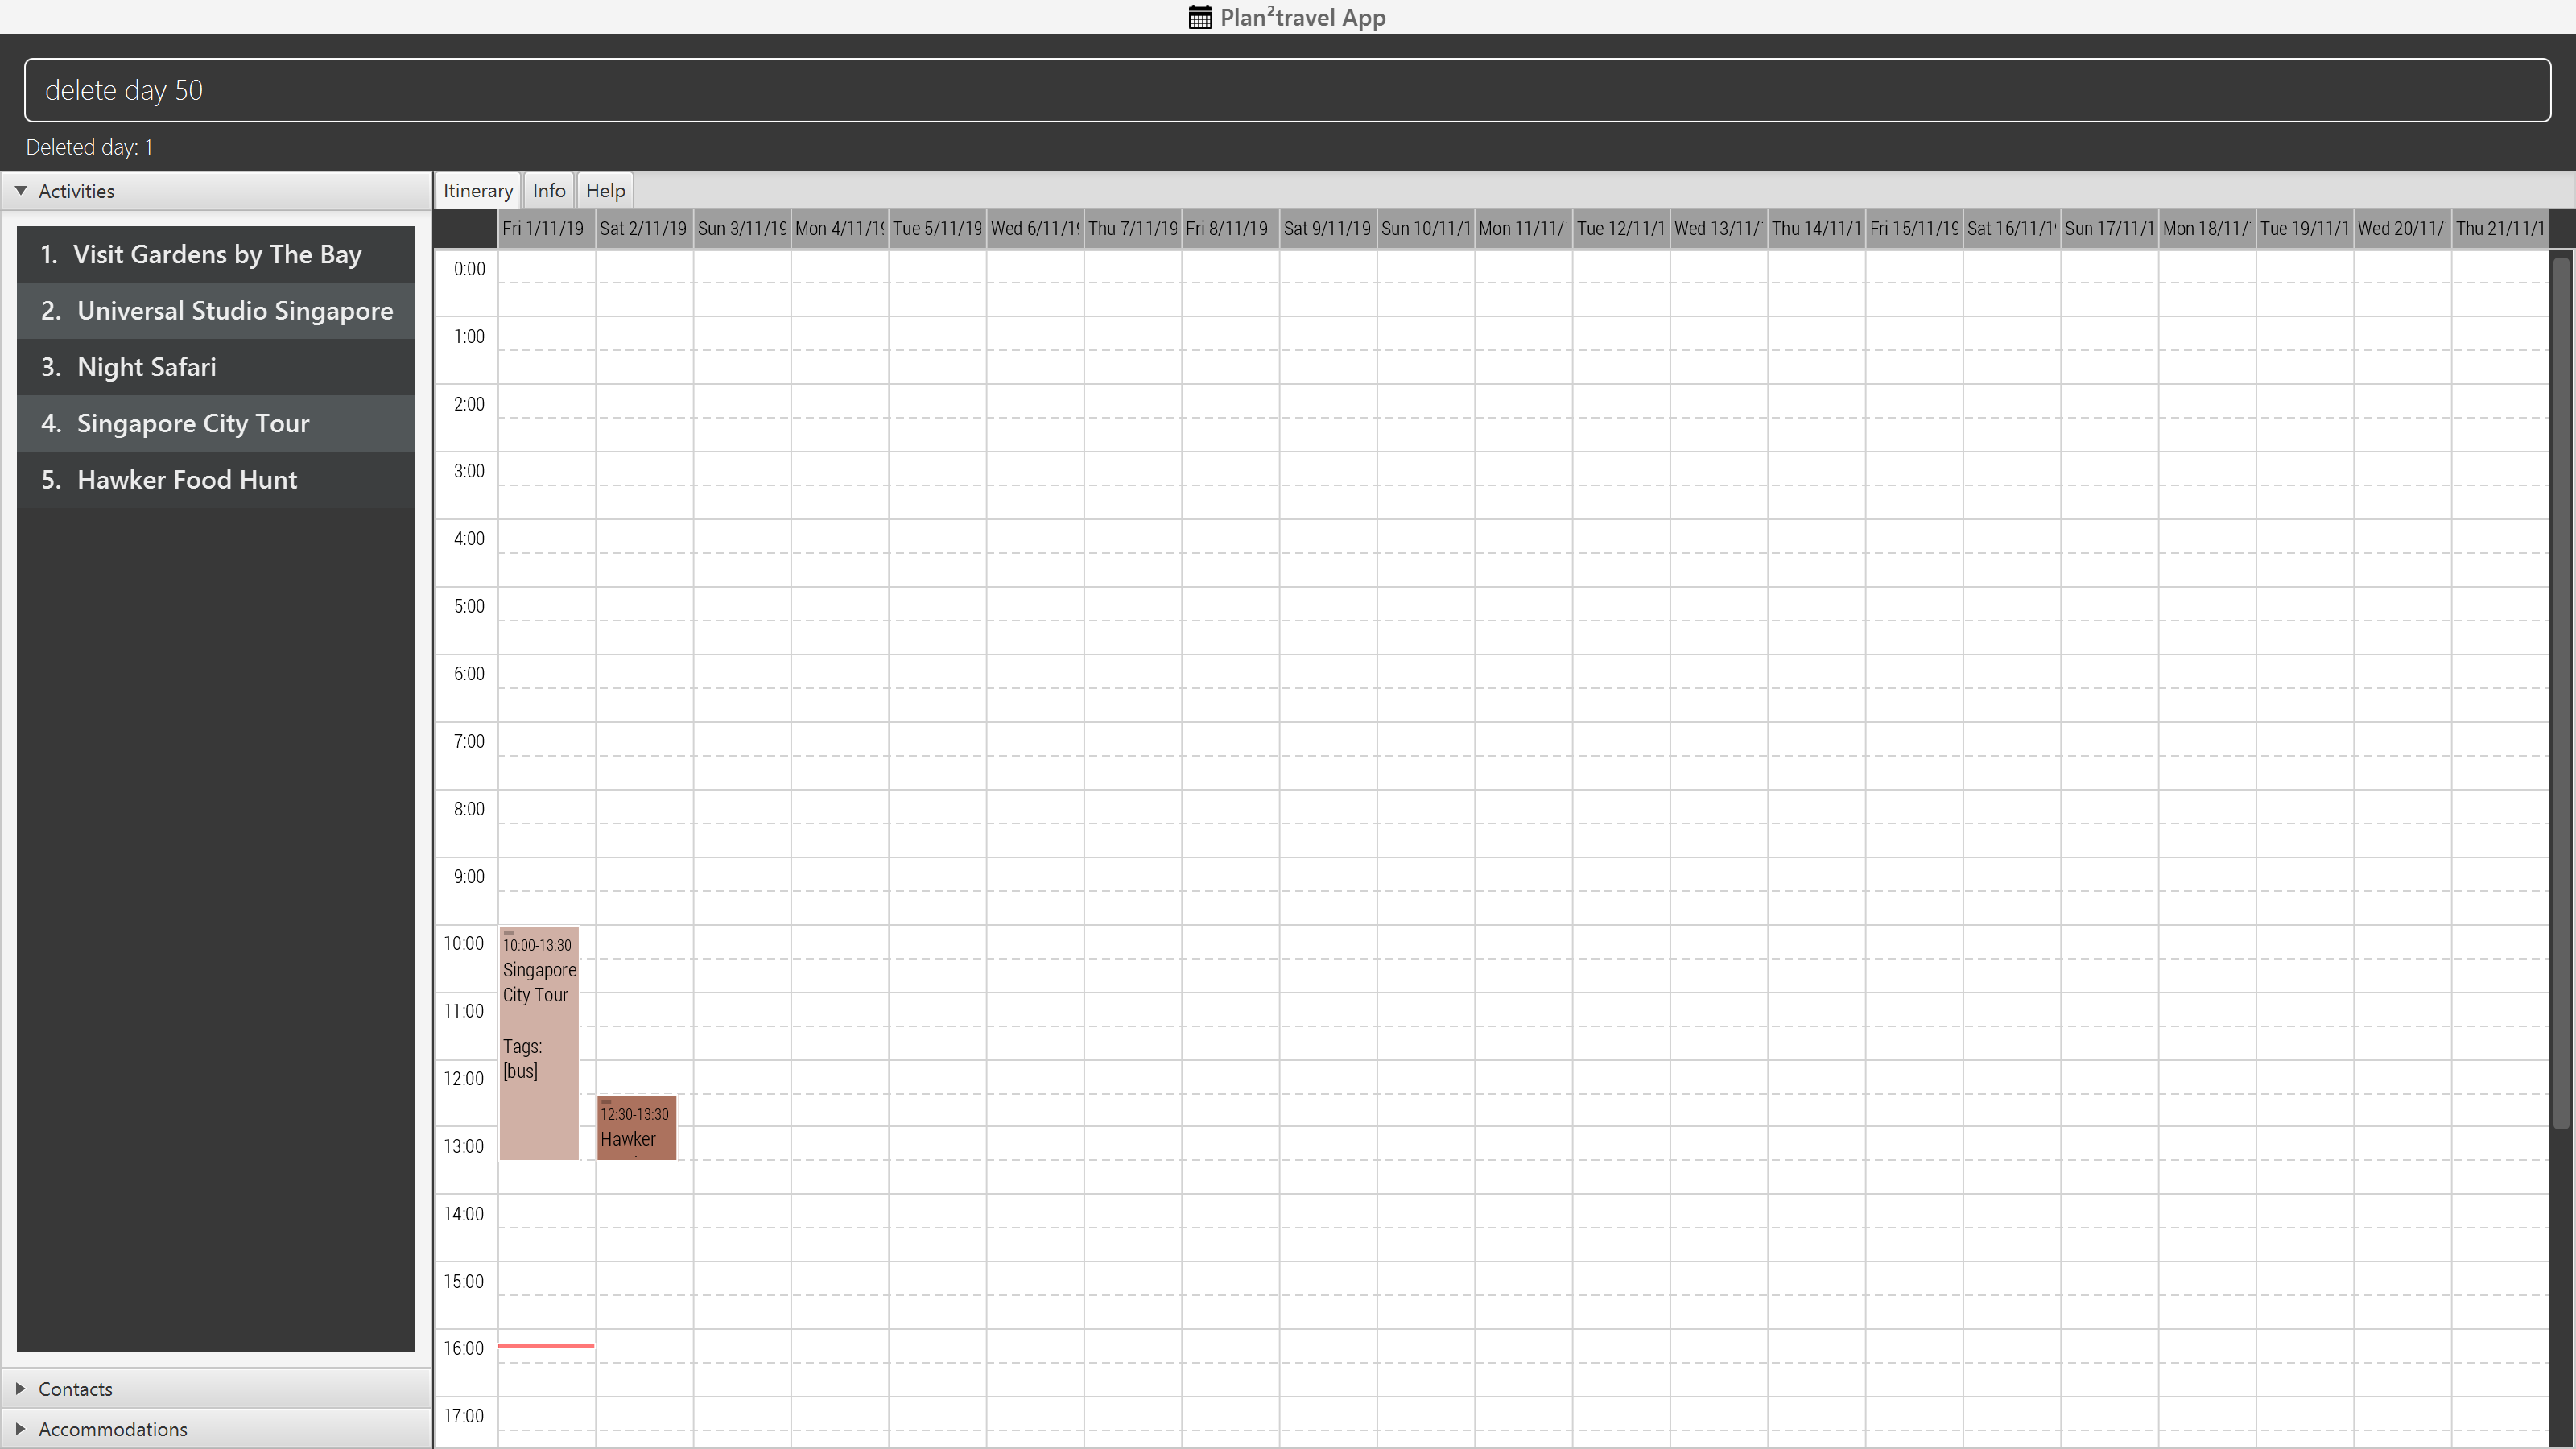 Plan²travel App
delete day 50
Deleted day: 1
Activities
1. Visit Gardens by The Bay
2. Universal Studio Singapore
3. Night Safari
4. Singapore City Tour
5. Hawker Food Hunt
Contacts
Accommodations
Itinerary Info Help
Fri 1/11/19 Sat 2/11/19 Sun 3/11/19 Mon 4/11/19 Tue 5/11/19 Wed 6/11/19 Thu 7/11/19 Fri 8/11/19 Sat 9/11/19 Sun 10/11/1 Mon 11/11/ Tue 12/11/1 Wed 13/11/ Thu 14/11/1 Fri 15/11/19 Sat 16/11/1 Sun 17/11/1 Mon 18/11/ Tue 19/11/1 Wed 20/11/ Thu 21/11/1
0:00
1:00
2:00
3:00
4:00
5:00
6:00
7:00
8:00
9:00
10:00
11:00
12:00
13:00
14:00
15:00
16:00
17:00
10:00-13:30
Singapore
City Tour
Tags:
[bus]
12:30-13:30
Hawker